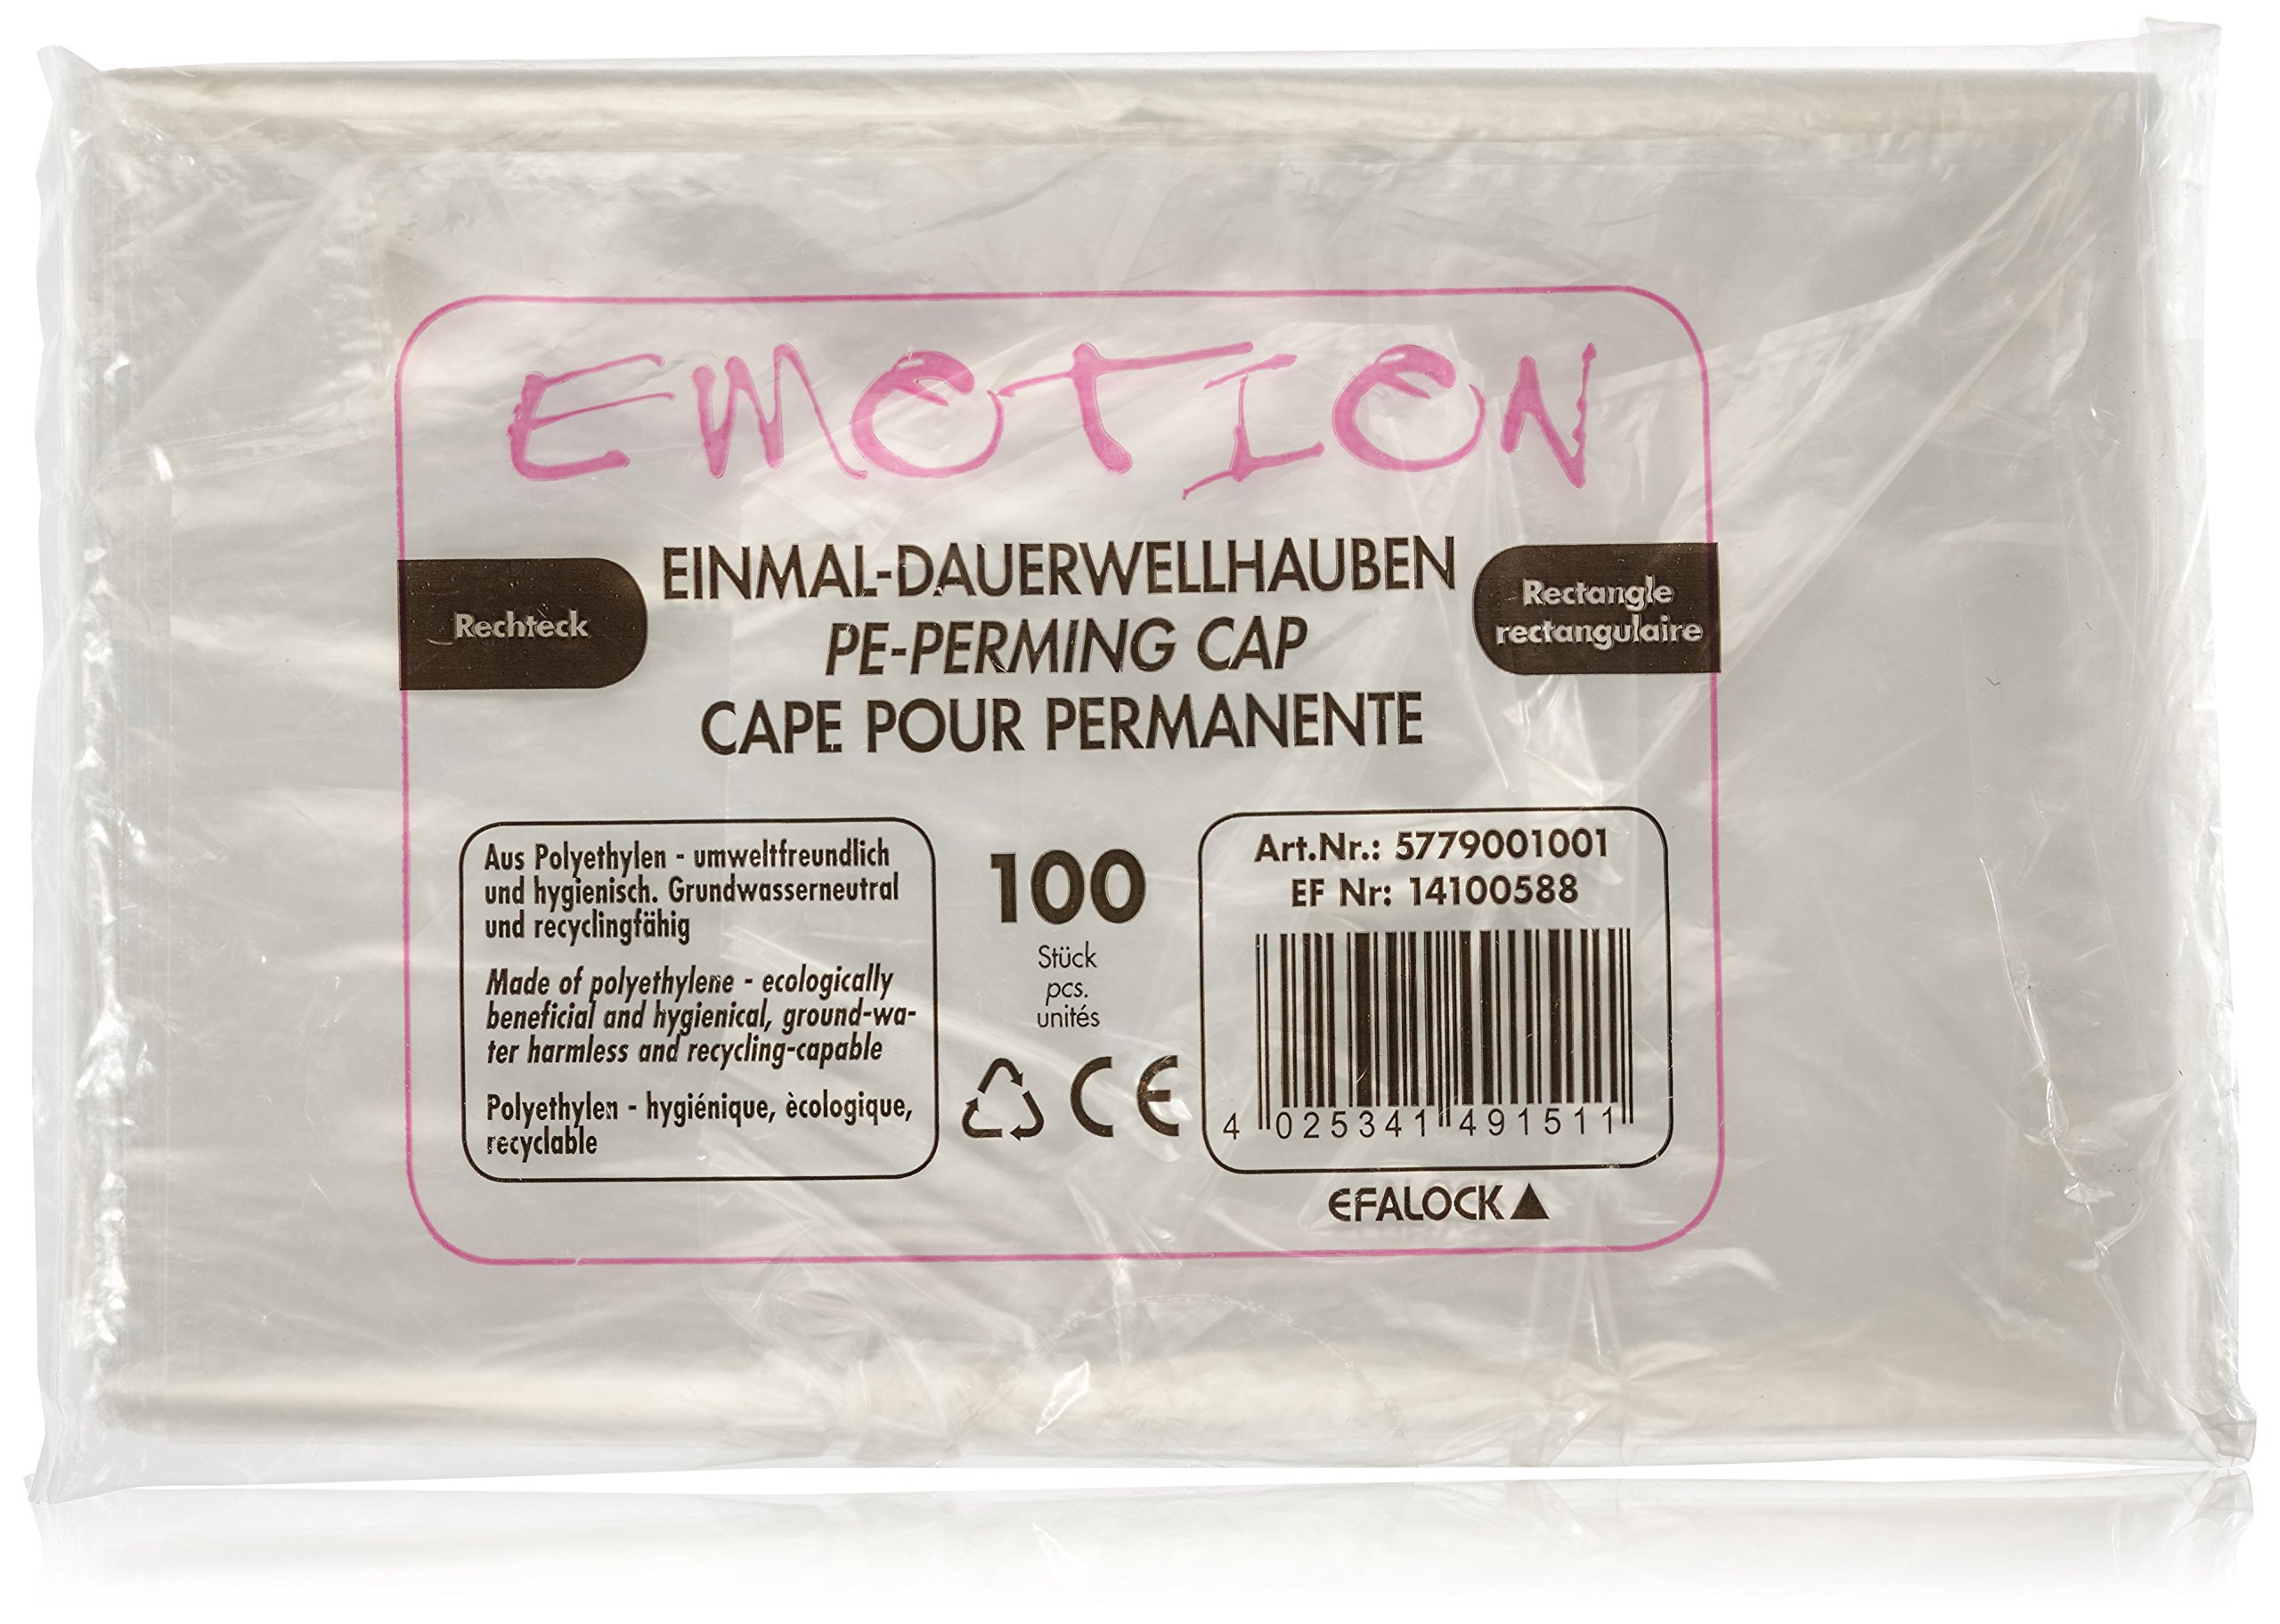 EMOTION
Rechteck
EINMAL-DAUERWELLHAUBEN
PE-PERMING CAP
CAPE POUR PERMANENTE
Rectangle
rectangulaire
Aus Polyethylen - umweltfreundlich
und hygienisch. Grundwasserneutral
und recyclingfähig
Made of polyethylene - ecologically
beneficial and hygienical, ground-wa-
ter harmless and recycling-capable
Polyethylen - hygiénique, ècologique,
recyclable
100
Stück
pcs.
unités
CE
Art.Nr.: 5779001001
EF Nr: 14100588
4 025341 491511
EFALOCK